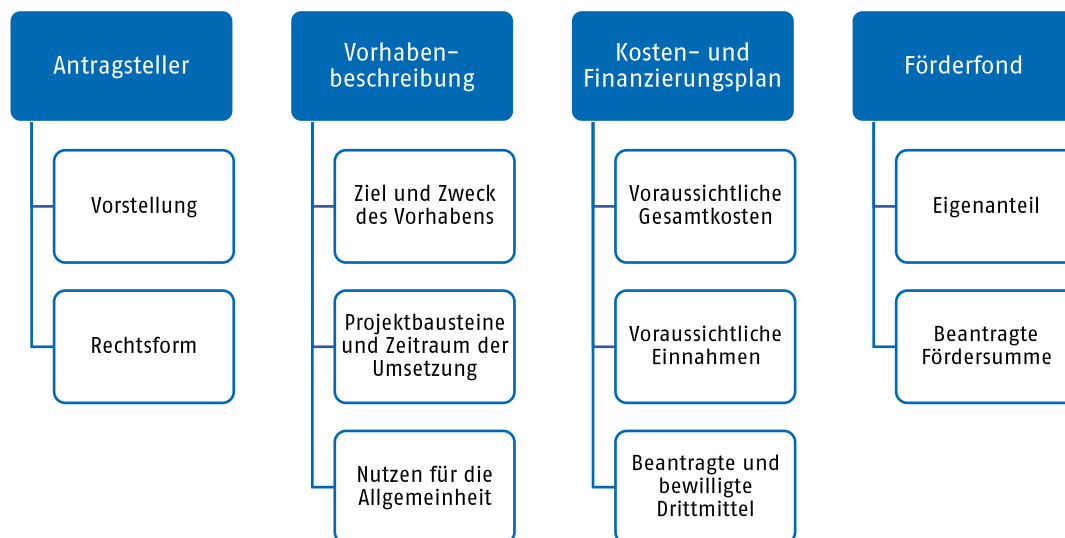 Antragsteller
Vorstellung
Rechtsform
Vorhaben-
beschreibung
Ziel und Zweck
des Vorhabens
Projektbausteine
und Zeitraum der
Umsetzung
Nutzen für die
Allgemeinheit
Kosten- und
Finanzierungsplan
Voraussichtliche
Gesamtkosten
Voraussichtliche
Einnahmen
Beantragte und
bewilligte
Drittmittel
Förderfond
Eigenanteil
Beantragte
Fördersumme